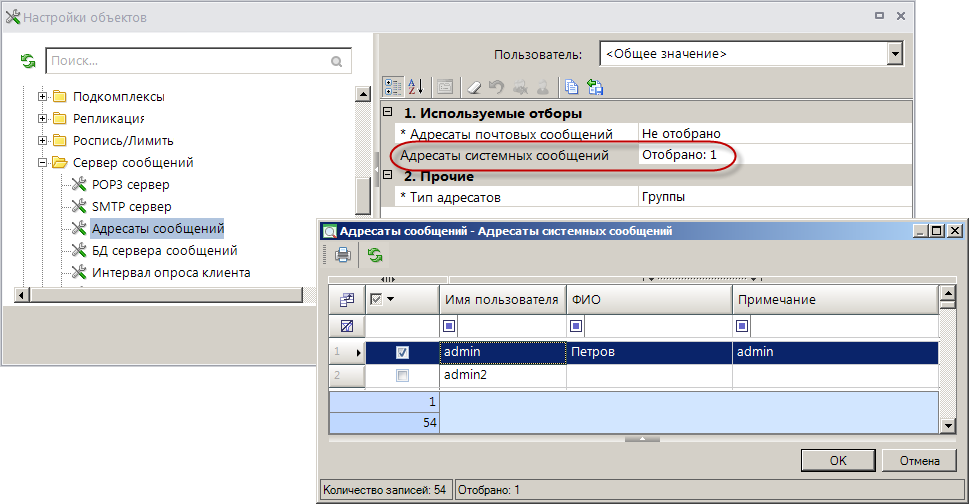 Настройки объектов
Поиск...
Подкомплексы
Репликация
Роспись/Лимиты
Сервер сообщений
POP3 сервер
SMTP сервер
Адресаты сообщений
БД сервера сообщений
Интервал опроса клиента
Пользователь: <Общее значение>
1. Используемые отборы
* Адресаты почтовых сообщений Не отобрано
Адресаты системных сообщений Отобрано: 1
2. Прочие
* Тип адресатов Группы
Адресаты сообщений - Адресаты системных сообщений
Имя пользователя ФИО Примечание
1 admin Петров admin
2 admin2
1
54
OK Отмена
Количество записей: 54 Отобрано: 1